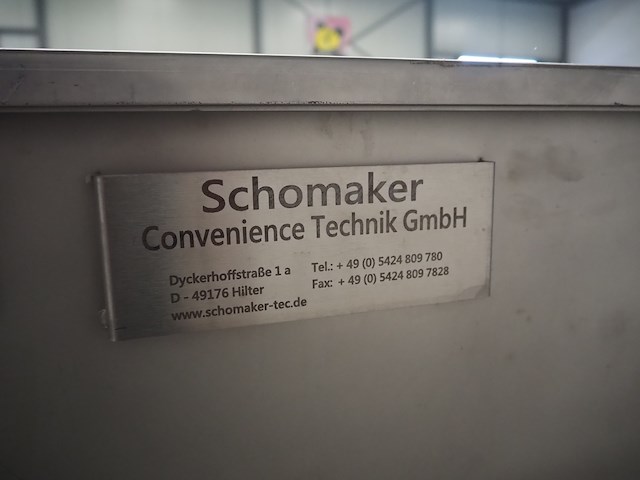 Schomaker
Convenience Technik GmbH
Dyckerhoffstraße 1 a
D - 49176 Hilter
www.schomaker-tec.de
Tel.: + 49 (0) 5424 809 780
Fax: + 49 (0) 5424 809 7828